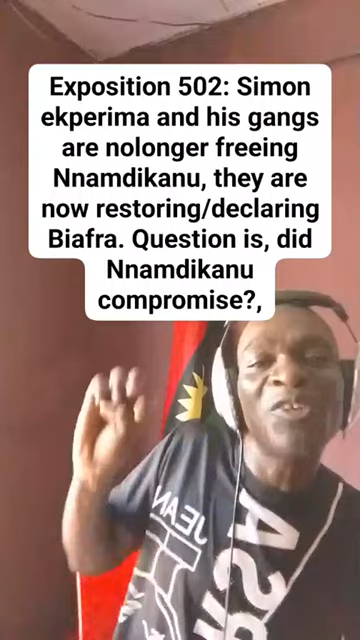 Exposition 502: Simon
ekperima and his gangs
are nolonger freeing
Nnamdikanu, they are
now restoring/declaring
Biafra. Question is, did
Nnamdikanu
compromise?,
JEAN